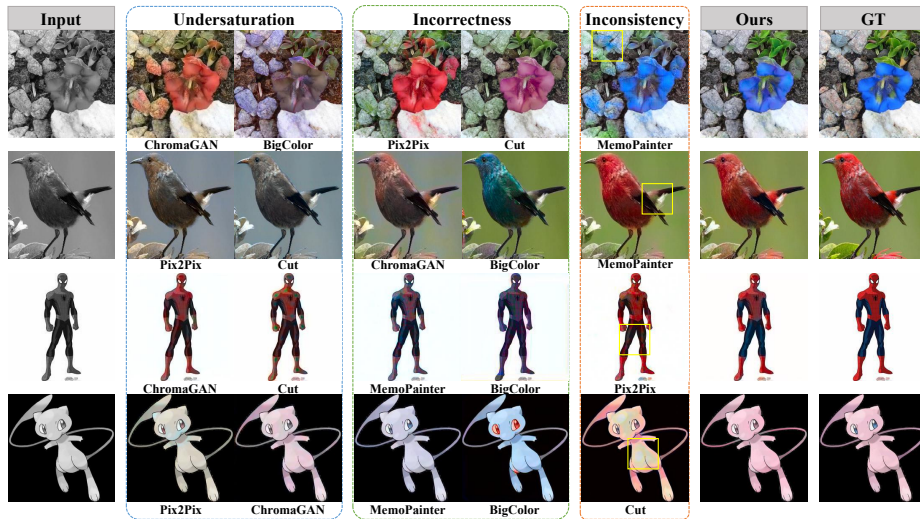 Input Undersaturation Incorrectness Inconsistency Ours GT
ChromaGAN BigColor Pix2Pix Cut MemoPainter
Pix2Pix Cut ChromaGAN BigColor MemoPainter
ChromaGAN Cut MemoPainter BigColor Pix2Pix
Pix2Pix ChromaGAN MemoPainter BigColor Cut